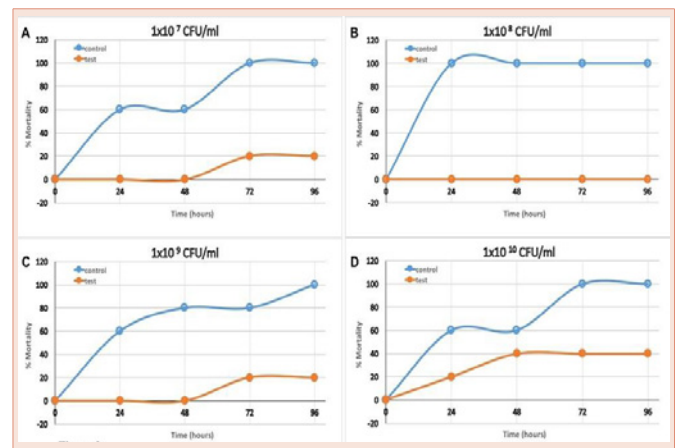 A
1x10 7 CFU/ml
120
100
80
60
40
20
0
-20
% Mortality
control
test
0 24 48 72 96
Time (hours)
B
1x10 8 CFU/ml
120
100
80
60
40
20
0
-20
% Mortality
control
test
0 24 48 72 96
Time (hours)
C
1x10 9 CFU/ml
120
100
80
60
40
20
0
-20
% Mortality
control
test
0 24 48 72 96
Time (hours)
D
1x10 10 CFU/ml
120
100
80
60
40
20
0
-20
% Mortality
control
test
0 24 48 72 96
Time (hours)